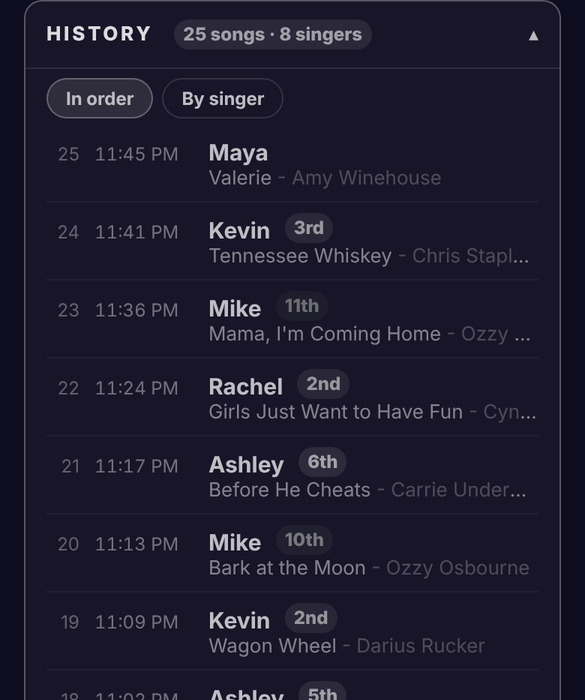 HISTORY 25 songs · 8 singers ▲
In order By singer
25 11:45 PM Maya
Valerie - Amy Winehouse
24 11:41 PM Kevin 3rd
Tennessee Whiskey - Chris Stapl...
23 11:36 PM Mike 11th
Mama, I'm Coming Home - Ozzy ...
22 11:24 PM Rachel 2nd
Girls Just Want to Have Fun - Cyn...
21 11:17 PM Ashley 6th
Before He Cheats - Carrie Under...
20 11:13 PM Mike 10th
Bark at the Moon - Ozzy Osbourne
19 11:09 PM Kevin 2nd
Wagon Wheel - Darius Rucker
18 11:02 PM Ashley 5th